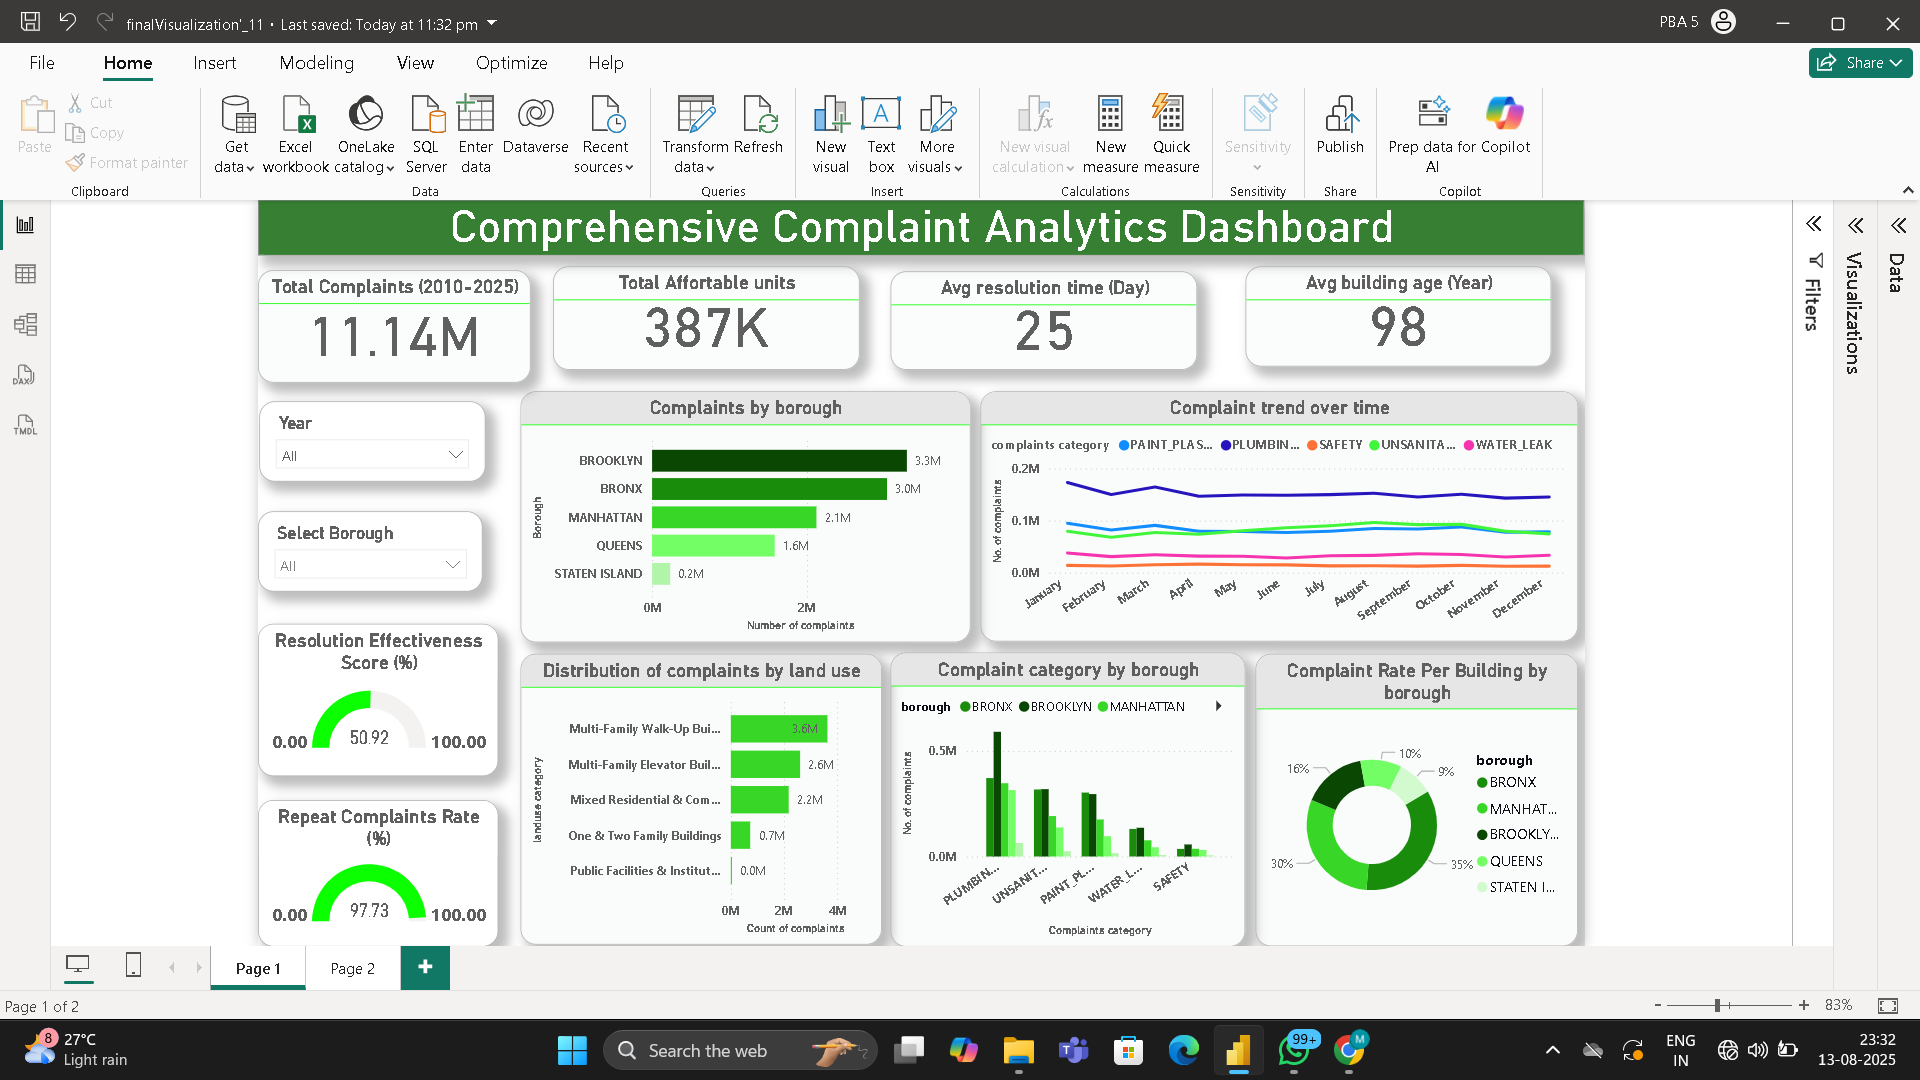 finalVisualization'_11 • Last saved: Today at 11:32 pm
PBA 5
File Home Insert Modeling View Optimize Help
Share
Paste
Cut
Copy
Format painter
Clipboard
Get data
Excel workbook
OneLake catalog
SQL Server
Enter data
Dataverse
Recent sources
Data
Transform data
Refresh
Queries
New visual
Text box
More visuals
Insert
New visual calculation
New measure
Quick measure
Calculations
Sensitivity
Sensitivity
Publish
Share
Prep data for AI
Copilot
Copilot
DAX
TMDL
Filters
Visualizations
Data
Comprehensive Complaint Analytics Dashboard
Total Complaints (2010-2025)
11.14M
Total Affortable units
387K
Avg resolution time (Day)
25
Avg building age (Year)
98
Year
All
Select Borough
All
Resolution Effectiveness
Score (%)
0.00 50.92 100.00
Repeat Complaints Rate
(%)
0.00 97.73 100.00
Complaints by borough
Borough
BROOKLYN 3.3M
BRONX 3.0M
MANHATTAN 2.1M
QUEENS 1.6M
STATEN ISLAND 0.2M
0M 2M
Number of complaints
Complaint trend over time
complaints category PAINT_PLAS... PLUMBIN... SAFETY UNSANITA... WATER_LEAK
No. of complaints
0.2M
0.1M
0.0M
January February March April May June July August September October November December
Distribution of complaints by land use
landuse category
Multi-Family Walk-Up Bui... 3.6M
Multi-Family Elevator Buil... 2.6M
Mixed Residential & Com... 2.2M
One & Two Family Buildings 0.7M
Public Facilities & Institut... 0.0M
0M 2M 4M
Count of complaints
Complaint category by borough
borough BRONX BROOKLYN MANHATTAN
No. of complaints
0.5M
0.0M
PLUMBIN... UNSANIT... PAINT_PL... WATER_L... SAFETY
Complaints category
Complaint Rate Per Building by
borough
10%
9%
16%
30%
35%
borough
BRONX
MANHAT...
BROOKLY...
QUEENS
STATEN I...
Page 1 Page 2 +
Page 1 of 2
- + 83%
8
27°C
Light rain
Search the web
99+
M
ENG
IN
23:32
13-08-2025